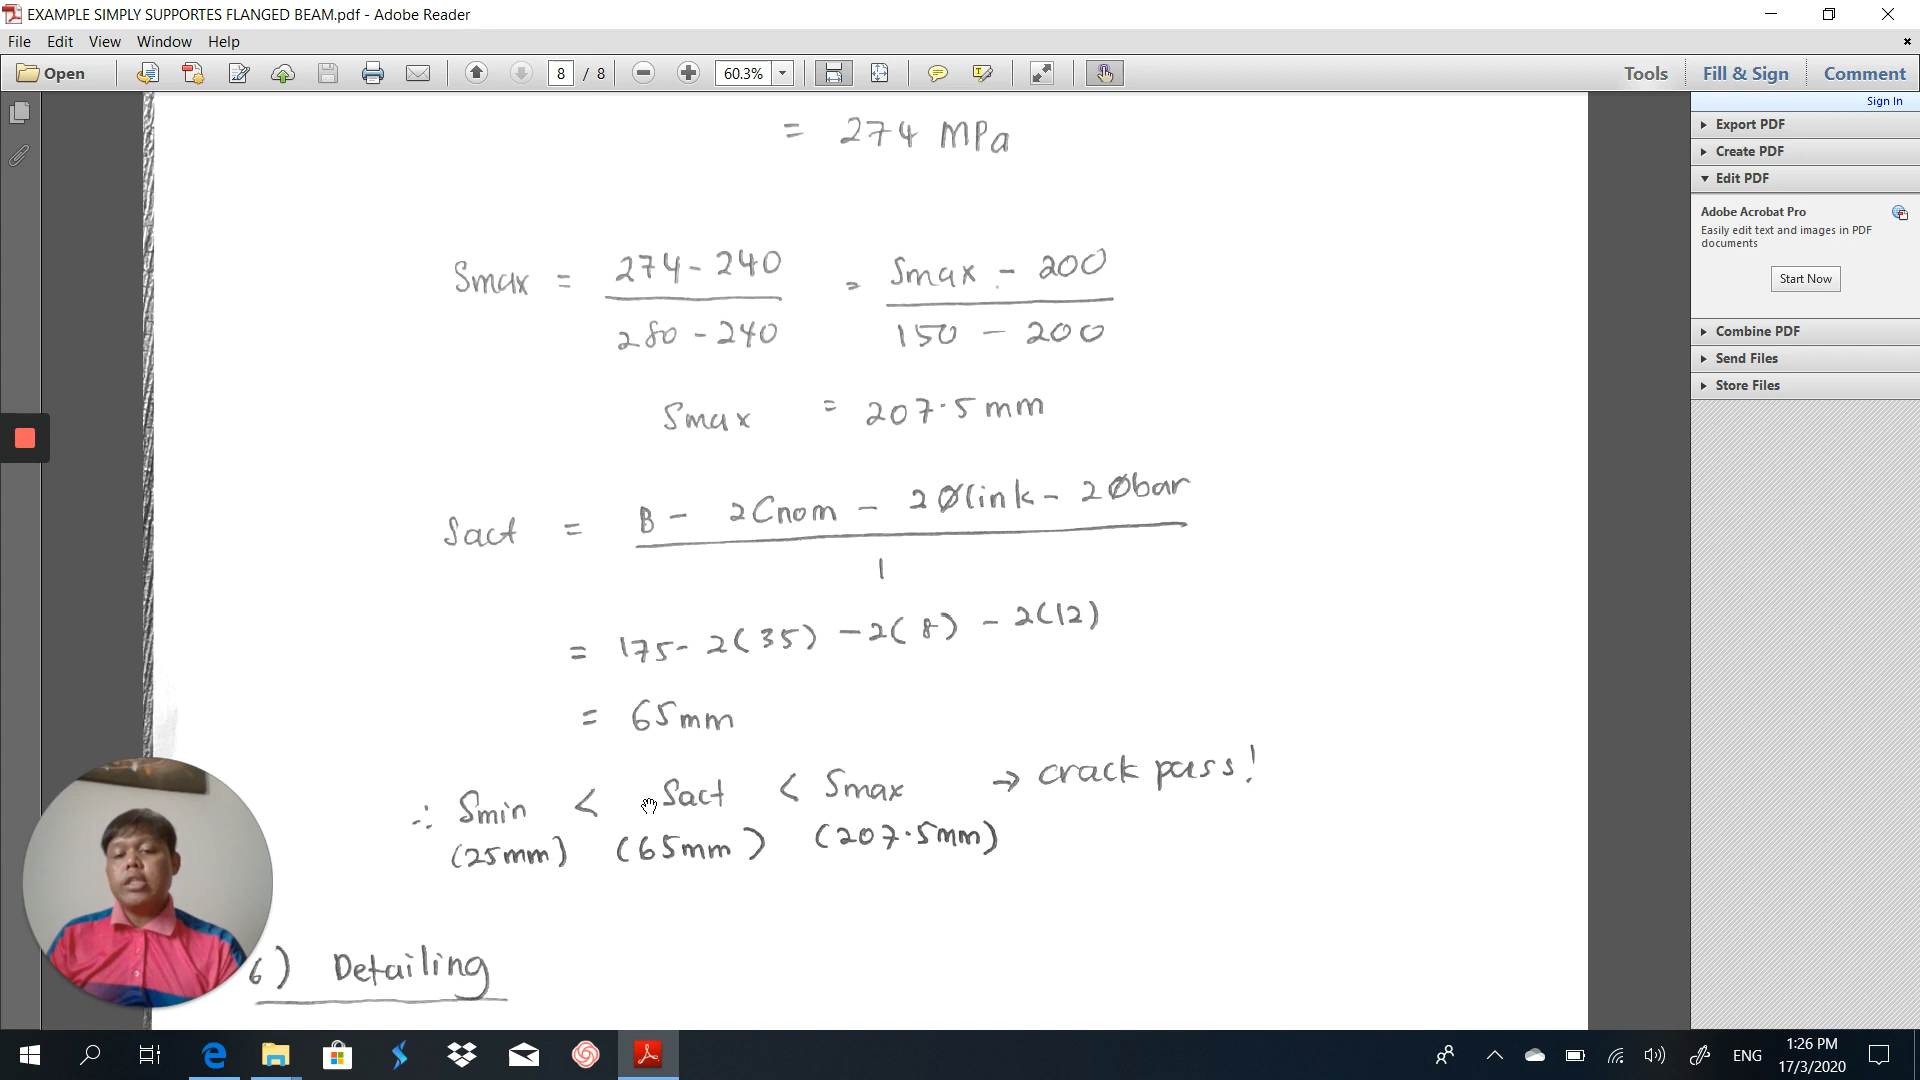 EXAMPLE SIMPLY SUPPORTES FLANGED BEAM.pdf - Adobe Reader
File Edit View Window Help
Open 8 / 8 60.3% Tools Fill & Sign Comment
Sign In
= 274 MPa
Export PDF
Create PDF
Edit PDF
Adobe Acrobat Pro
Easily edit text and images in PDF
documents
Start Now
Combine PDF
Send Files
Store Files
Smax = 274 - 240 = Smax - 200
280 - 240 150 - 200
Smax = 207.5 mm
Sact = B - 2Cnom - 2Ølink - 2Øbar
1
= 175 - 2(35) - 2(8) - 2(12)
= 65mm
∴ Smin < Sact < Smax → crack pass!
(25mm) (65mm) (207.5mm)
6) Detailing
ENG
1:26 PM
17/3/2020